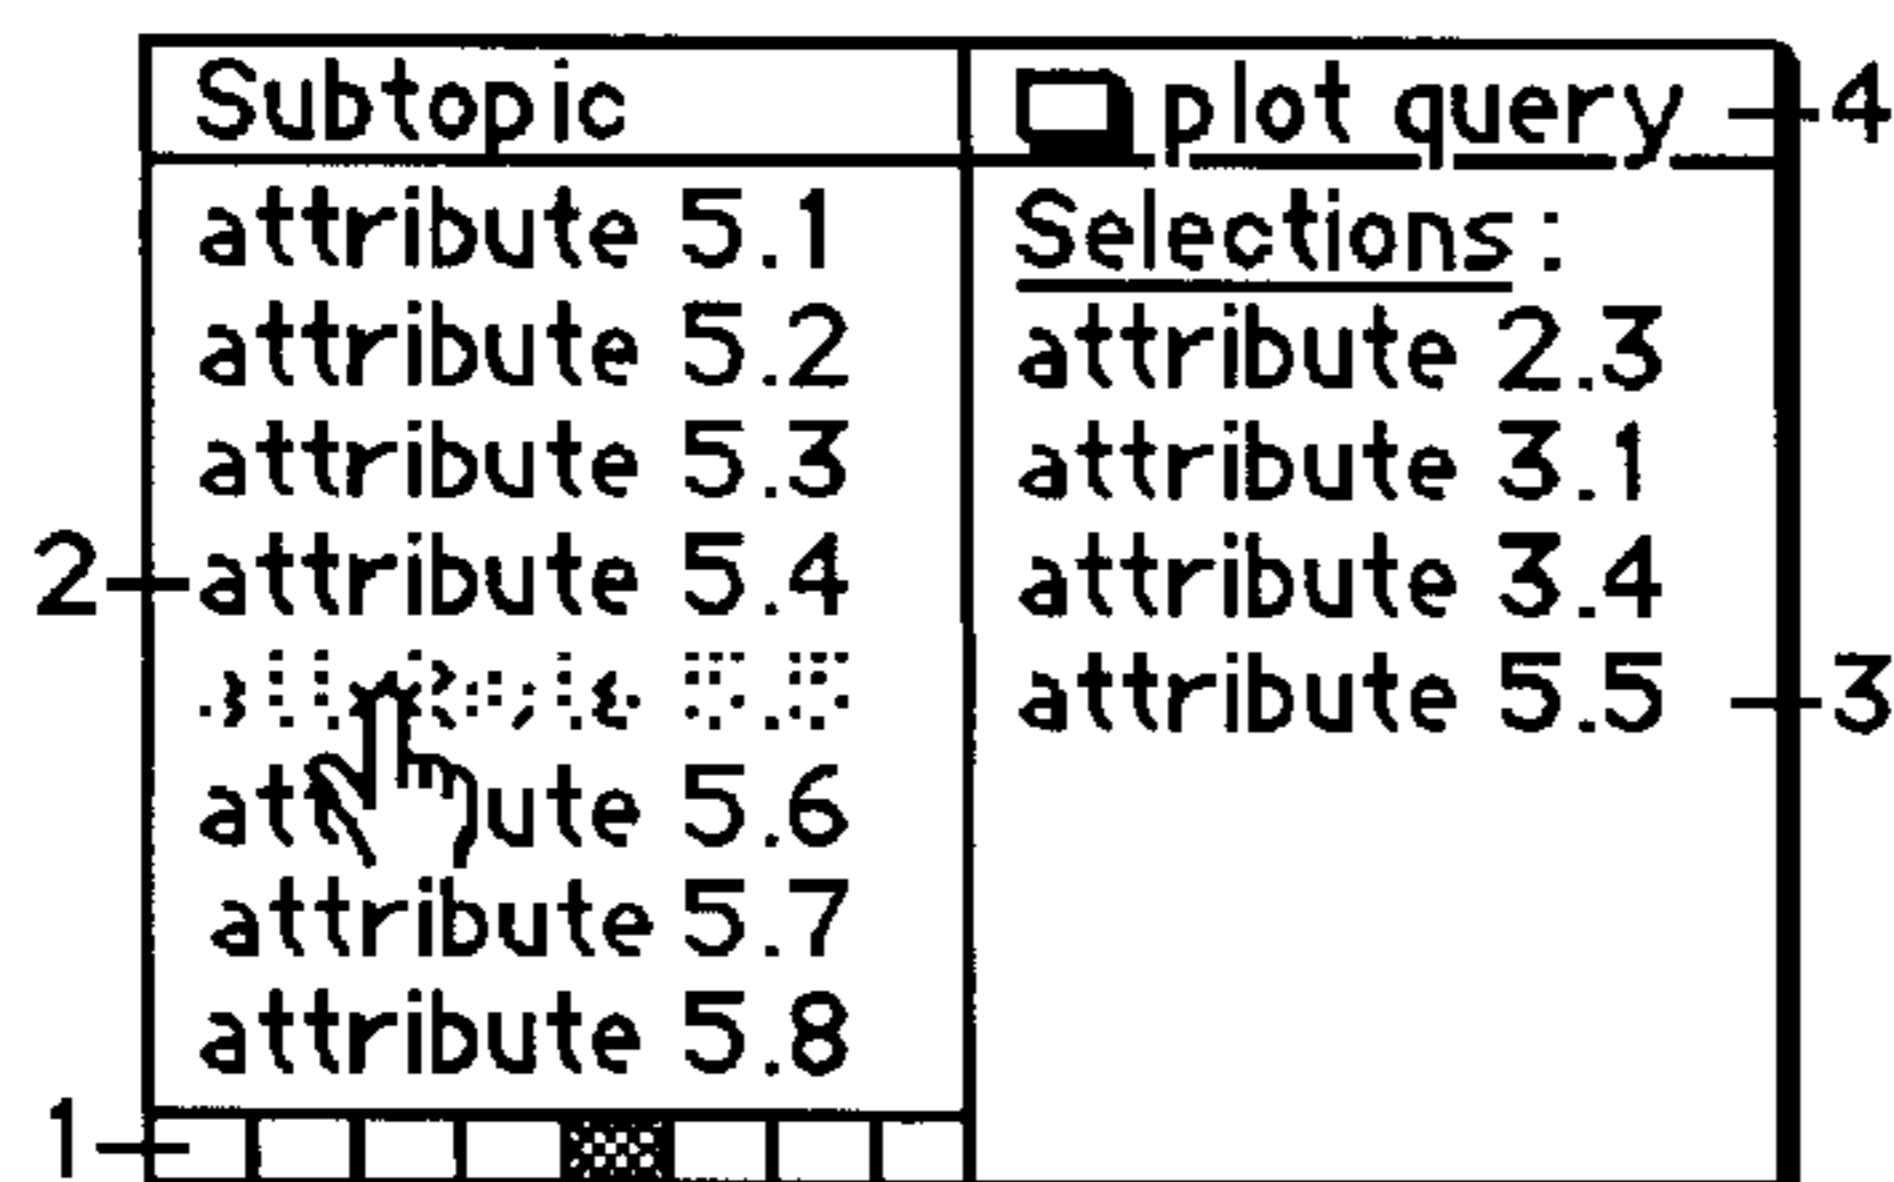 Subtopic
plot query
4
attribute 5.1
attribute 5.2
attribute 5.3
2
attribute 5.4
attribute 5.6
attribute 5.7
attribute 5.8
1
Selections:
attribute 2.3
attribute 3.1
attribute 3.4
attribute 5.5
3